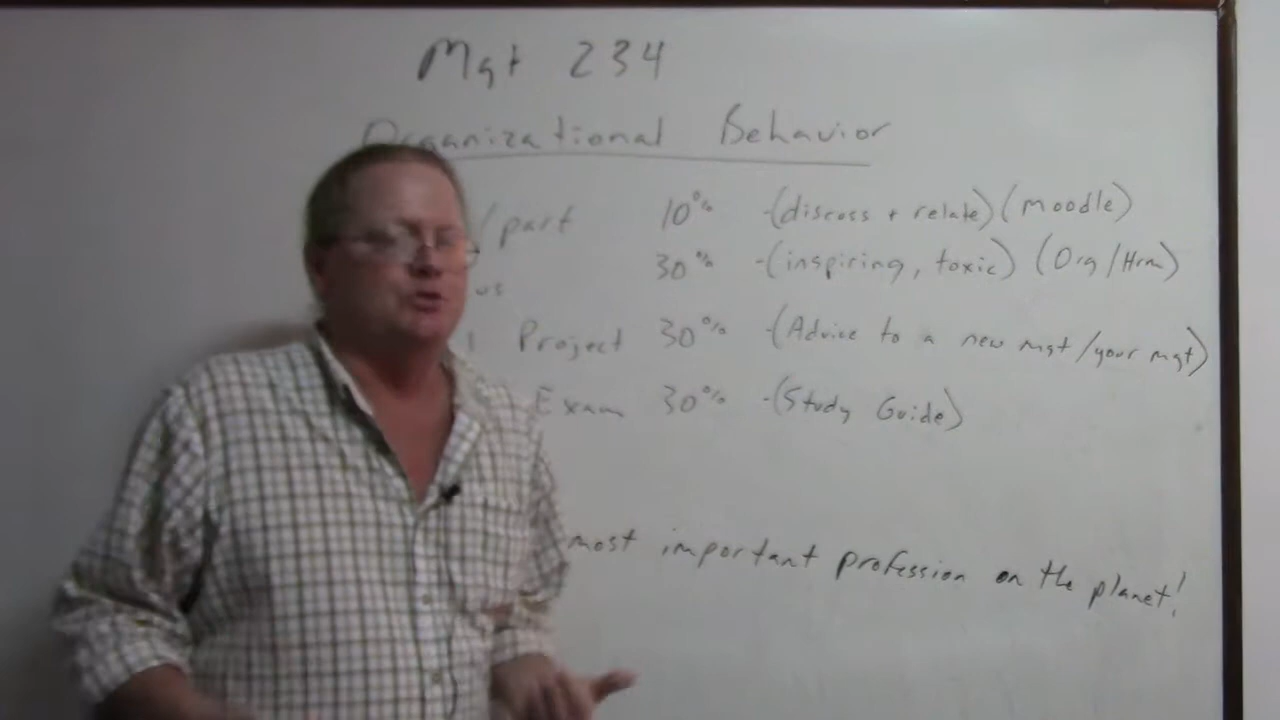 Mgt 234
Organizational Behavior
/part 10% -(discuss + relate) (moodle)
us 30% -(inspiring, toxic) (Org/Hrm)
Project 30% -(Advice to a new mgt/your mgt)
Exam 30% -(Study Guide)
most important profession on the planet!